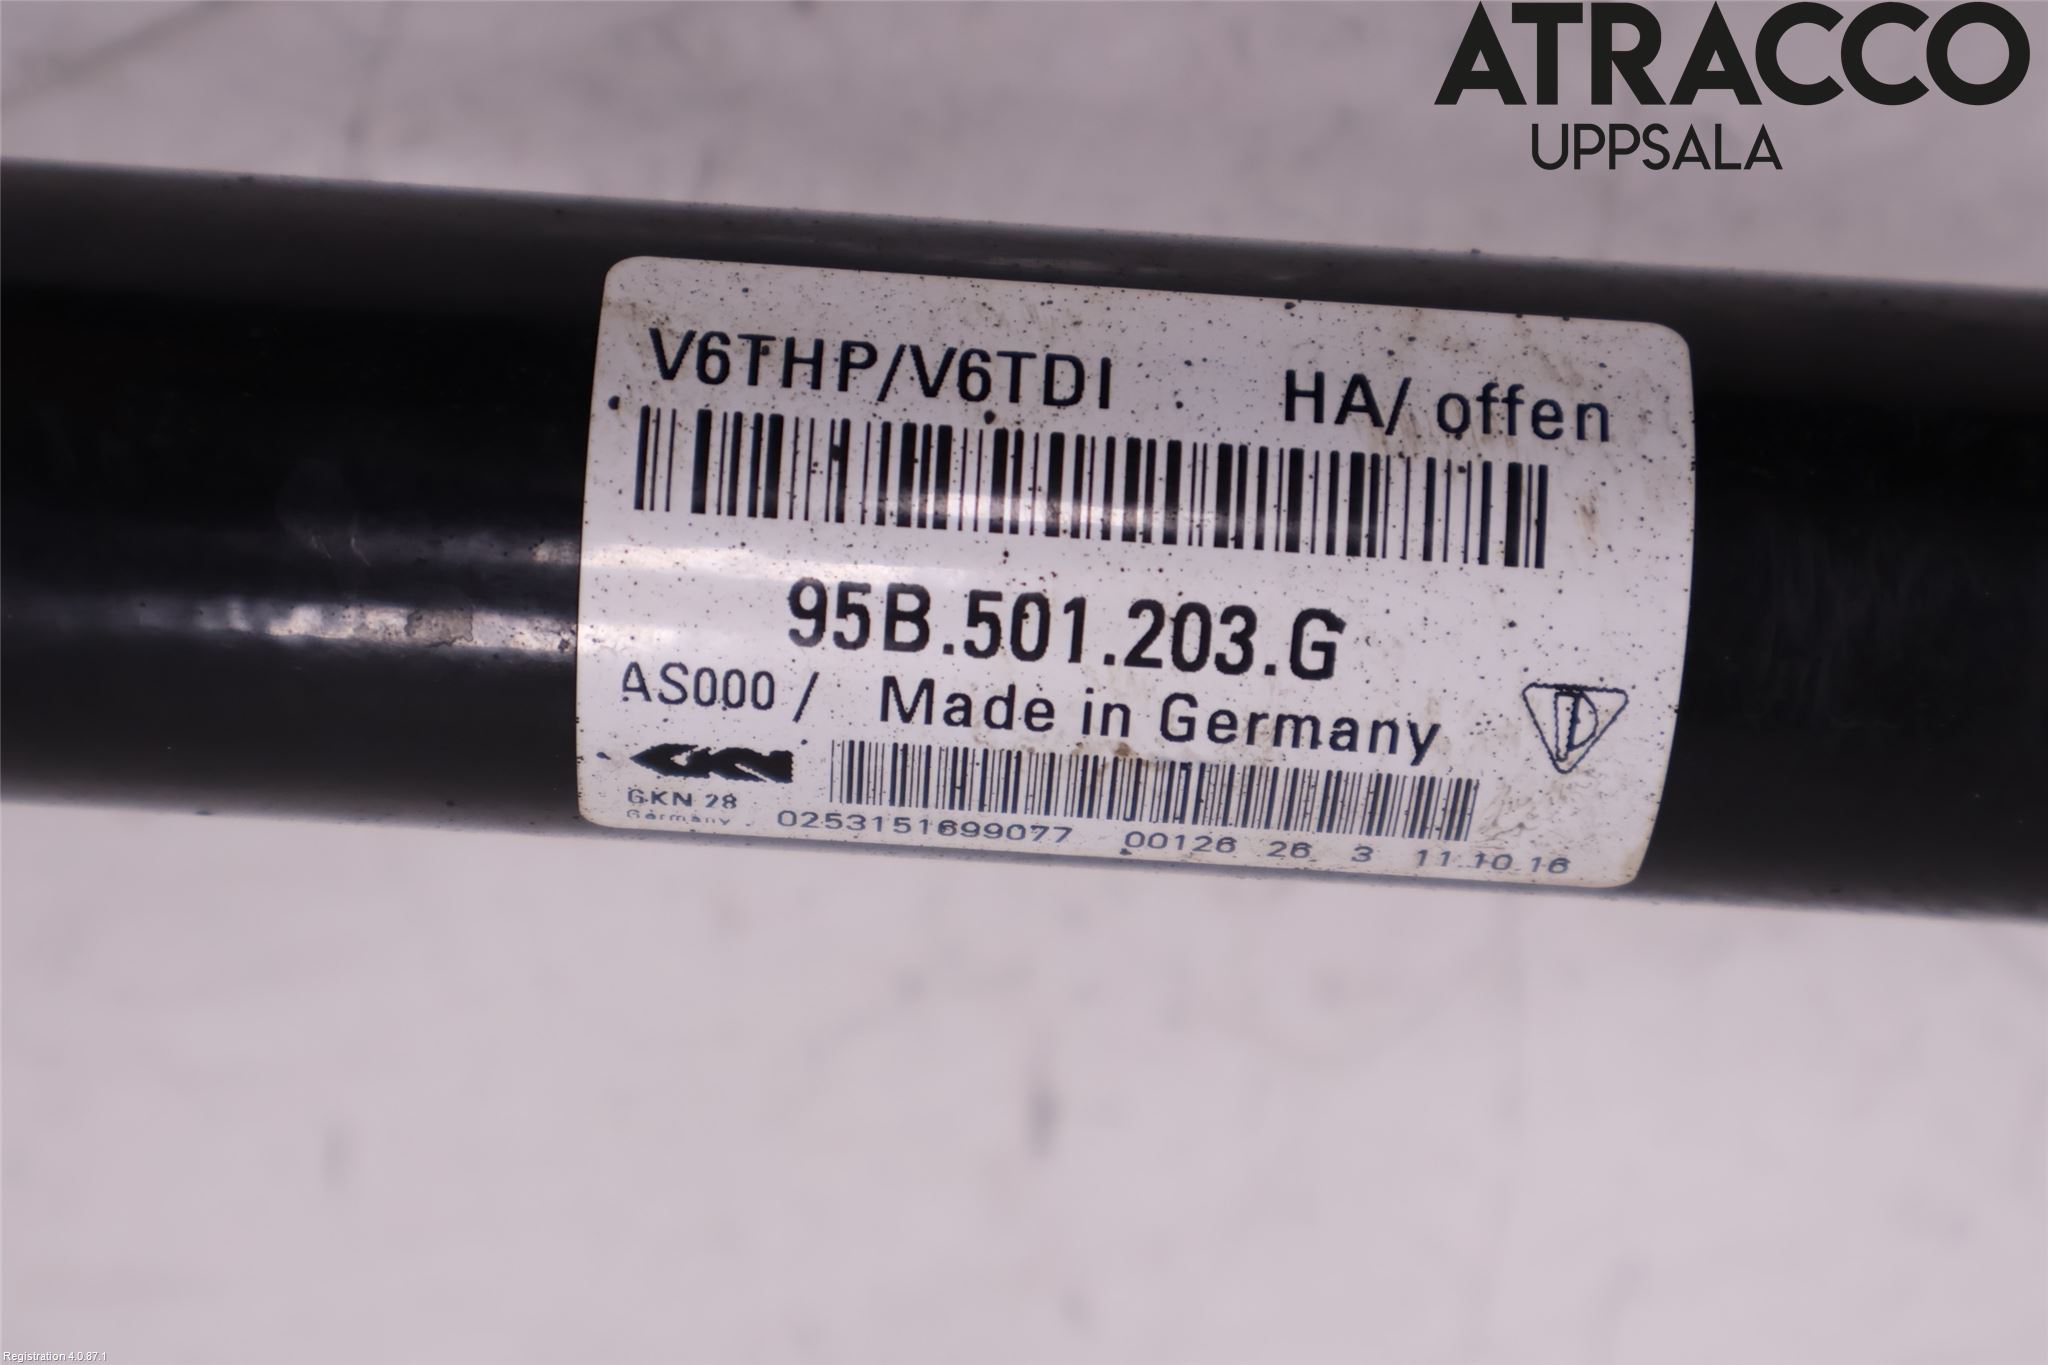 ATRACCO
UPPSALA
V6THP/V6TDI HA/ offen
95B.501.203.G
AS000 / Made in Germany
GKN 28
Germany
0253151699077 00126 26 3 11.10.16
Registration 4.0.87.1